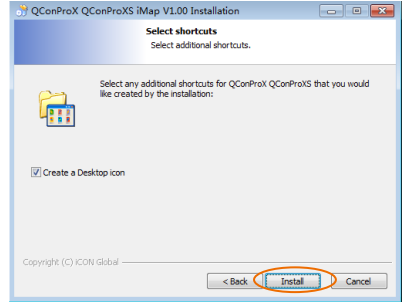 QConProX QConProXS iMap V1.00 Installation
Select shortcuts
Select additional shortcuts.
Select any additional shortcuts for QConProX QConProXS that you would
like created by the installation:
Create a Desktop icon
Copyright (C) iCON Global
< Back
Install
Cancel